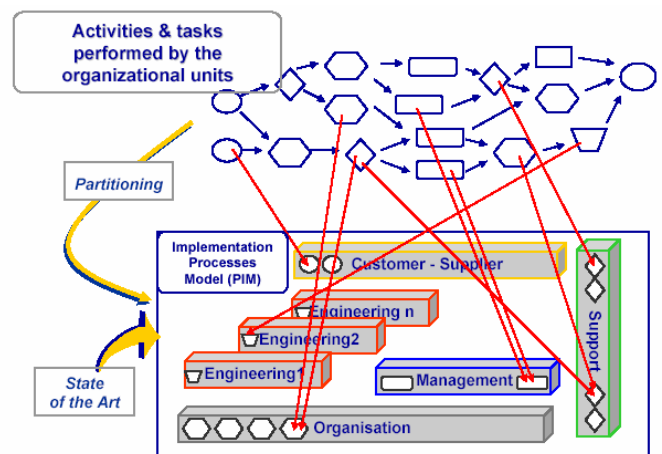 Activities & tasks
performed by the
organizational units
Partitioning
Implementation
Processes
Model (PIM)
Customer - Supplier
Engineering n
Engineering2
Engineering1
Management
Support
State
of the Art
Organisation